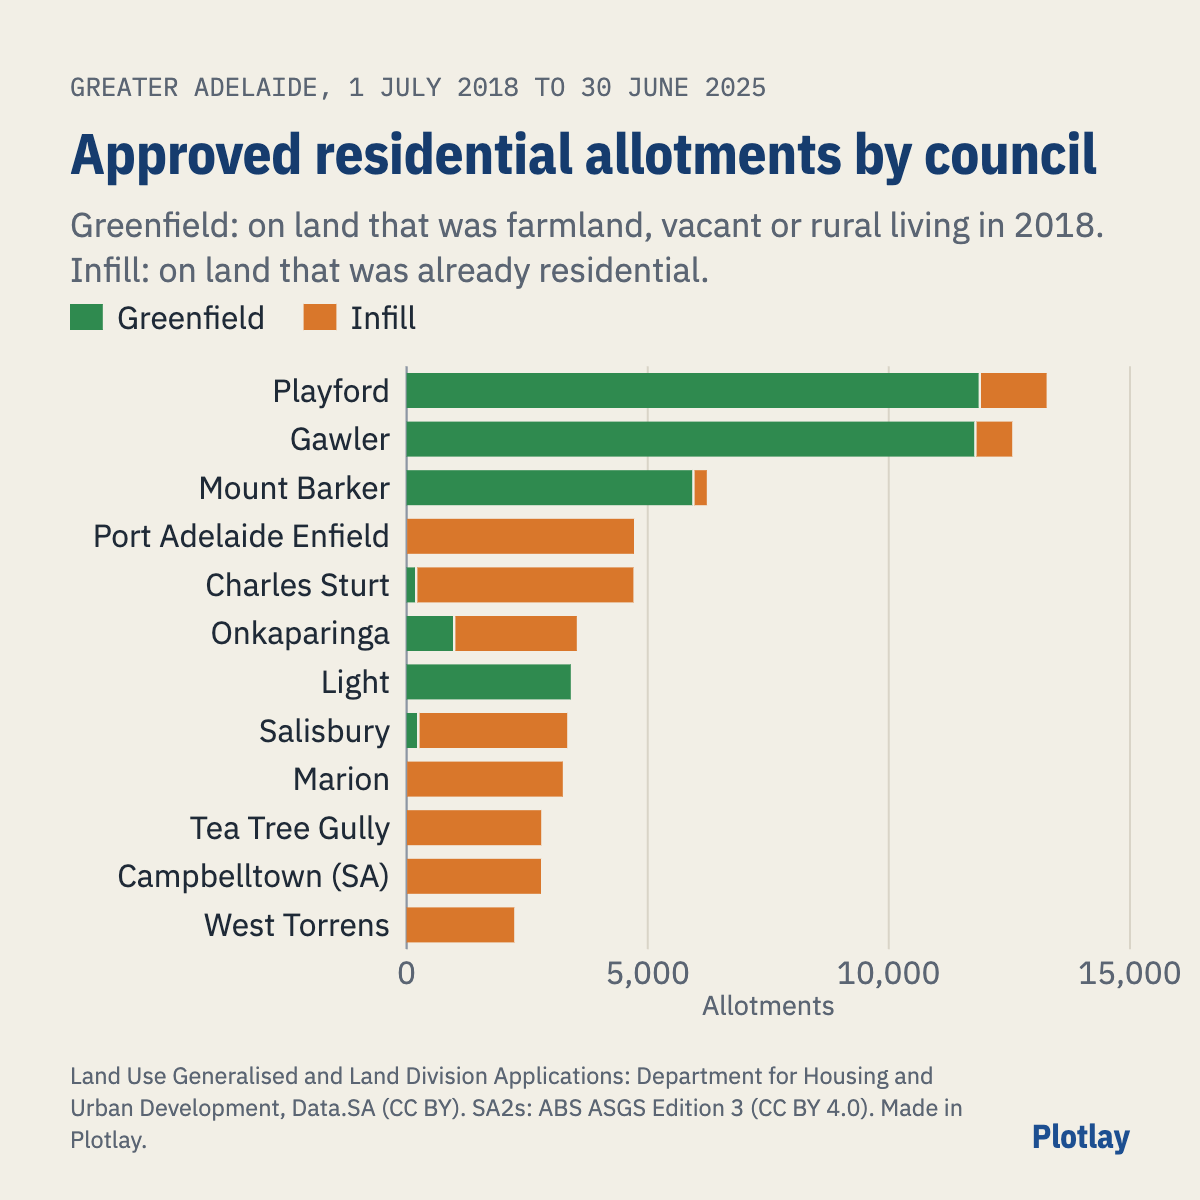 GREATER ADELAIDE, 1 JULY 2018 TO 30 JUNE 2025
Approved residential allotments by council
Greenfield: on land that was farmland, vacant or rural living in 2018.
Infill: on land that was already residential.
Greenfield Infill
Playford
Gawler
Mount Barker
Port Adelaide Enfield
Charles Sturt
Onkaparinga
Light
Salisbury
Marion
Tea Tree Gully
Campbelltown (SA)
West Torrens
0 5,000 10,000 15,000
Allotments
Land Use Generalised and Land Division Applications: Department for Housing and
Urban Development, Data.SA (CC BY). SA2s: ABS ASGS Edition 3 (CC BY 4.0). Made in
Plotlay.
Plotlay